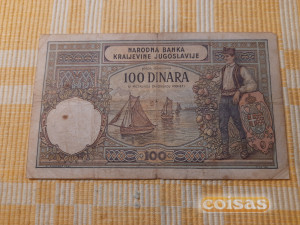 NARODNA BANKA
KRALJEVINE JUGOSLAVIJE
100 DINARA
100
coisas